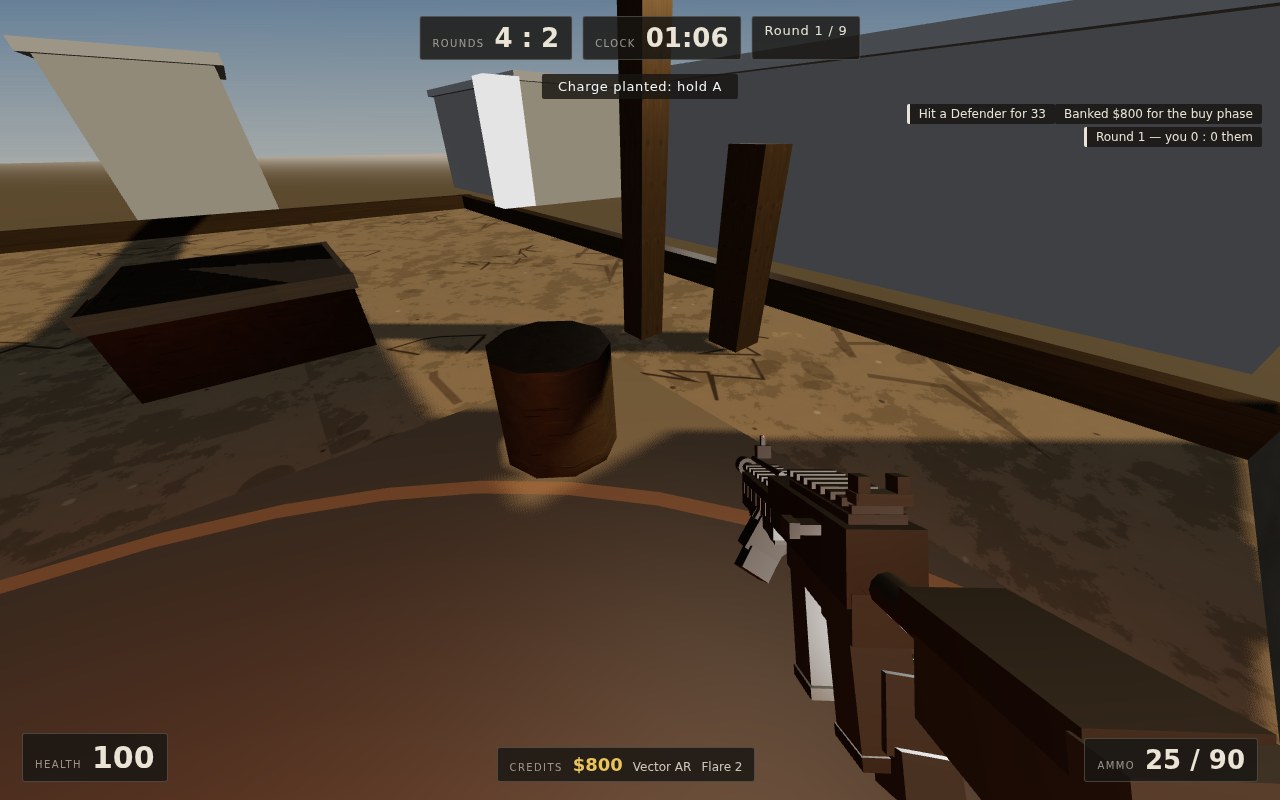 ROUNDS 4 : 2 CLOCK 01:06 Round 1 / 9
Charge planted: hold A
Hit a Defender for 33 Banked $800 for the buy phase
Round 1 — you 0 : 0 them
HEALTH 100
CREDITS $800 Vector AR Flare 2
AMMO 25 / 90